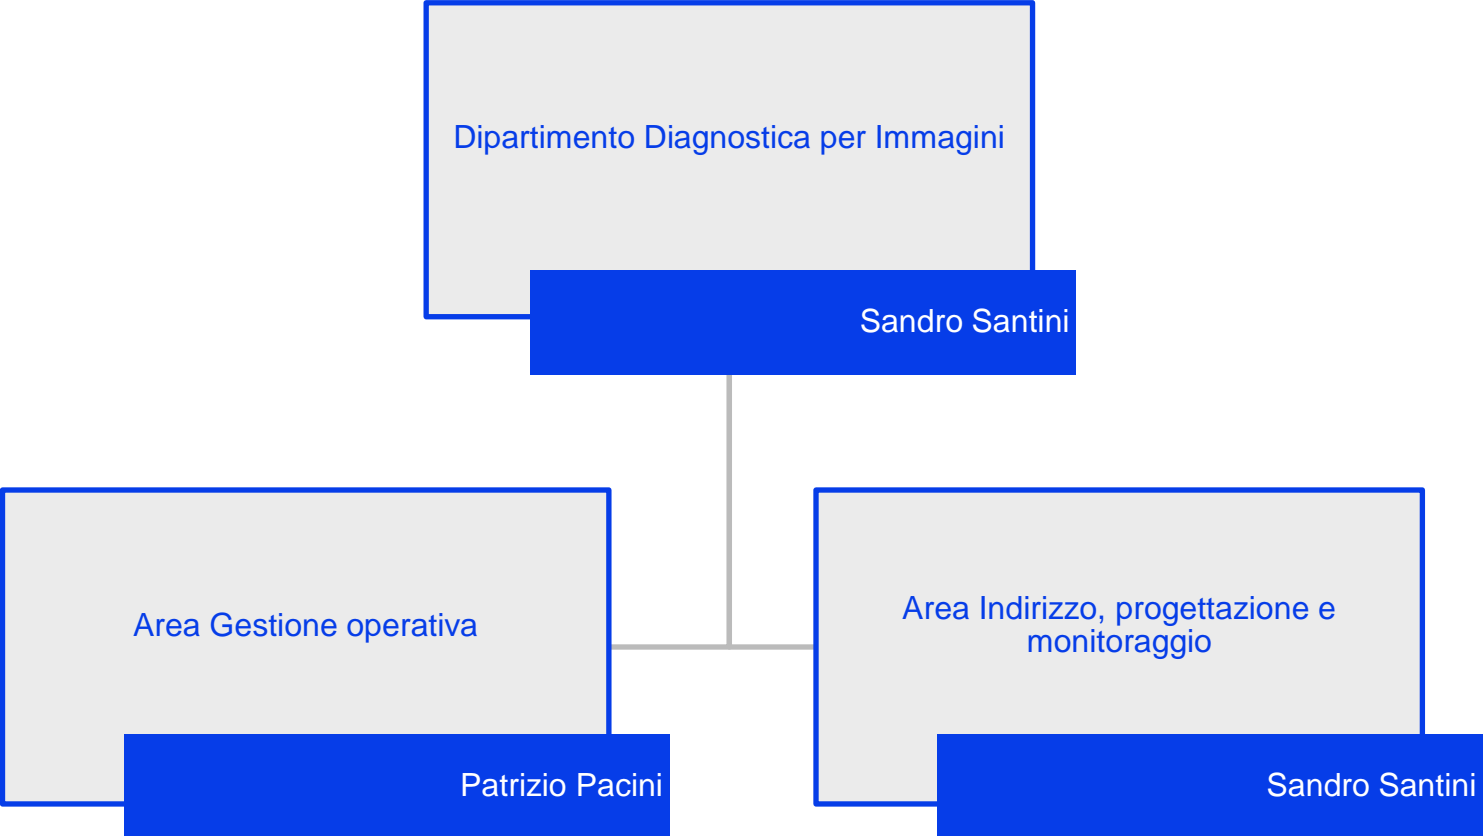 Dipartimento Diagnostica per Immagini
Sandro Santini
Area Gestione operativa
Patrizio Pacini
Area Indirizzo, progettazione e
monitoraggio
Sandro Santini